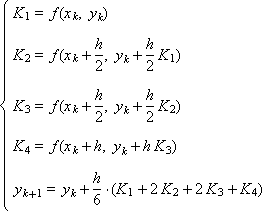 K₁ = f(xₖ, yₖ)
K₂ = f(xₖ + h/2, yₖ + h/2 K₁)
K₃ = f(xₖ + h/2, yₖ + h/2 K₂)
K₄ = f(xₖ + h, yₖ + h K₃)
yₖ₊₁ = yₖ + h/6 · (K₁ + 2 K₂ + 2 K₃ + K₄)